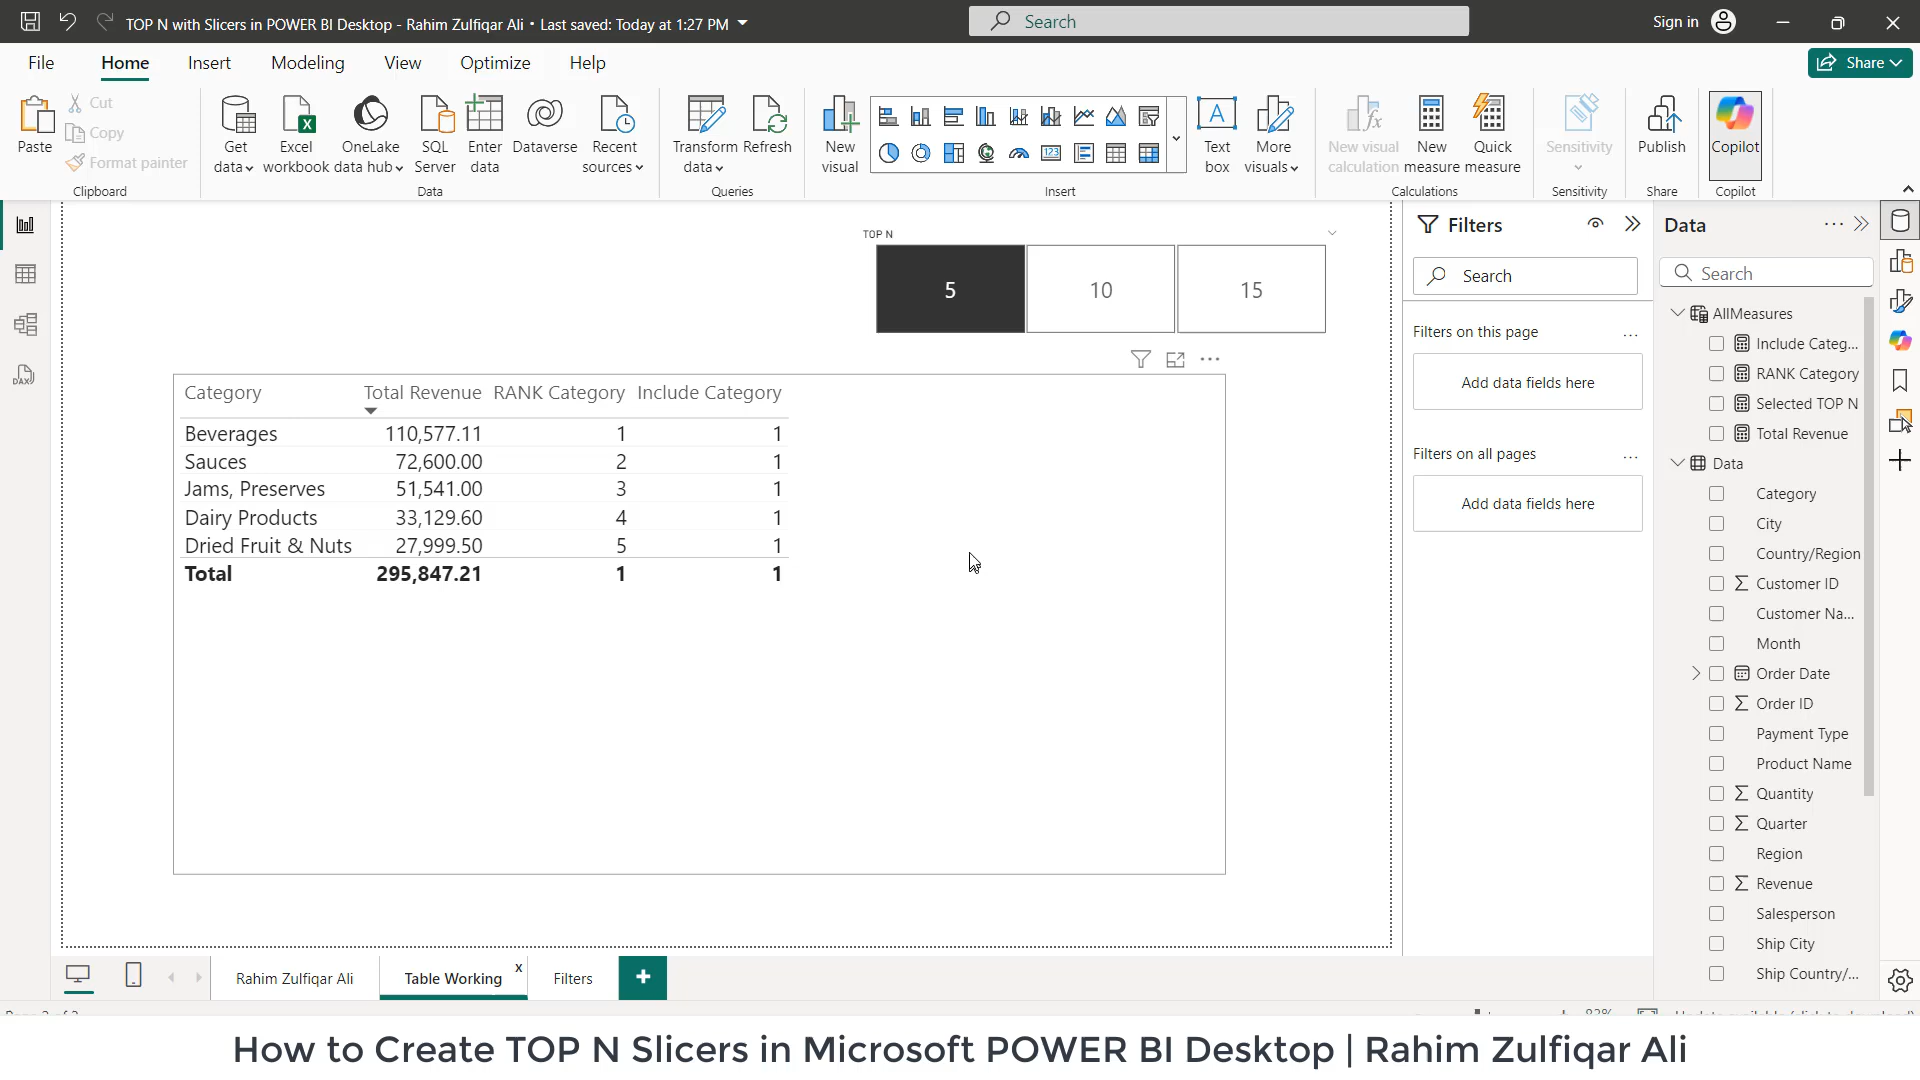 TOP N with Slicers in POWER BI Desktop - Rahim Zulfiqar Ali • Last saved: Today at 1:27 PM
Search
Sign in
File Home Insert Modeling View Optimize Help
Share
Paste
Cut
Copy
Format painter
Clipboard
Get data
Excel workbook
OneLake data hub
SQL Server
Enter data
Dataverse
Recent sources
Data
Transform data
Refresh
Queries
New visual
Text box
More visuals
Insert
New visual calculation
New measure
Quick measure
Calculations
Sensitivity
Sensitivity
Publish
Share
Copilot
Copilot
TOP N
5 10 15
Category Total Revenue RANK Category Include Category
Beverages 110,577.11 1 1
Sauces 72,600.00 2 1
Jams, Preserves 51,541.00 3 1
Dairy Products 33,129.60 4 1
Dried Fruit & Nuts 27,999.50 5 1
Total 295,847.21 1 1
Filters
Search
Filters on this page
Add data fields here
Filters on all pages
Add data fields here
Data
Search
AllMeasures
Include Categ...
RANK Category
Selected TOP N
Total Revenue
Data
Category
City
Country/Region
Customer ID
Customer Na...
Month
Order Date
Order ID
Payment Type
Product Name
Quantity
Quarter
Region
Revenue
Salesperson
Ship City
Ship Country/...
DAX
Rahim Zulfiqar Ali Table Working x Filters +
How to Create TOP N Slicers in Microsoft POWER BI Desktop | Rahim Zulfiqar Ali